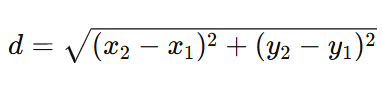 d = √(x₂ − x₁)² + (y₂ − y₁)²